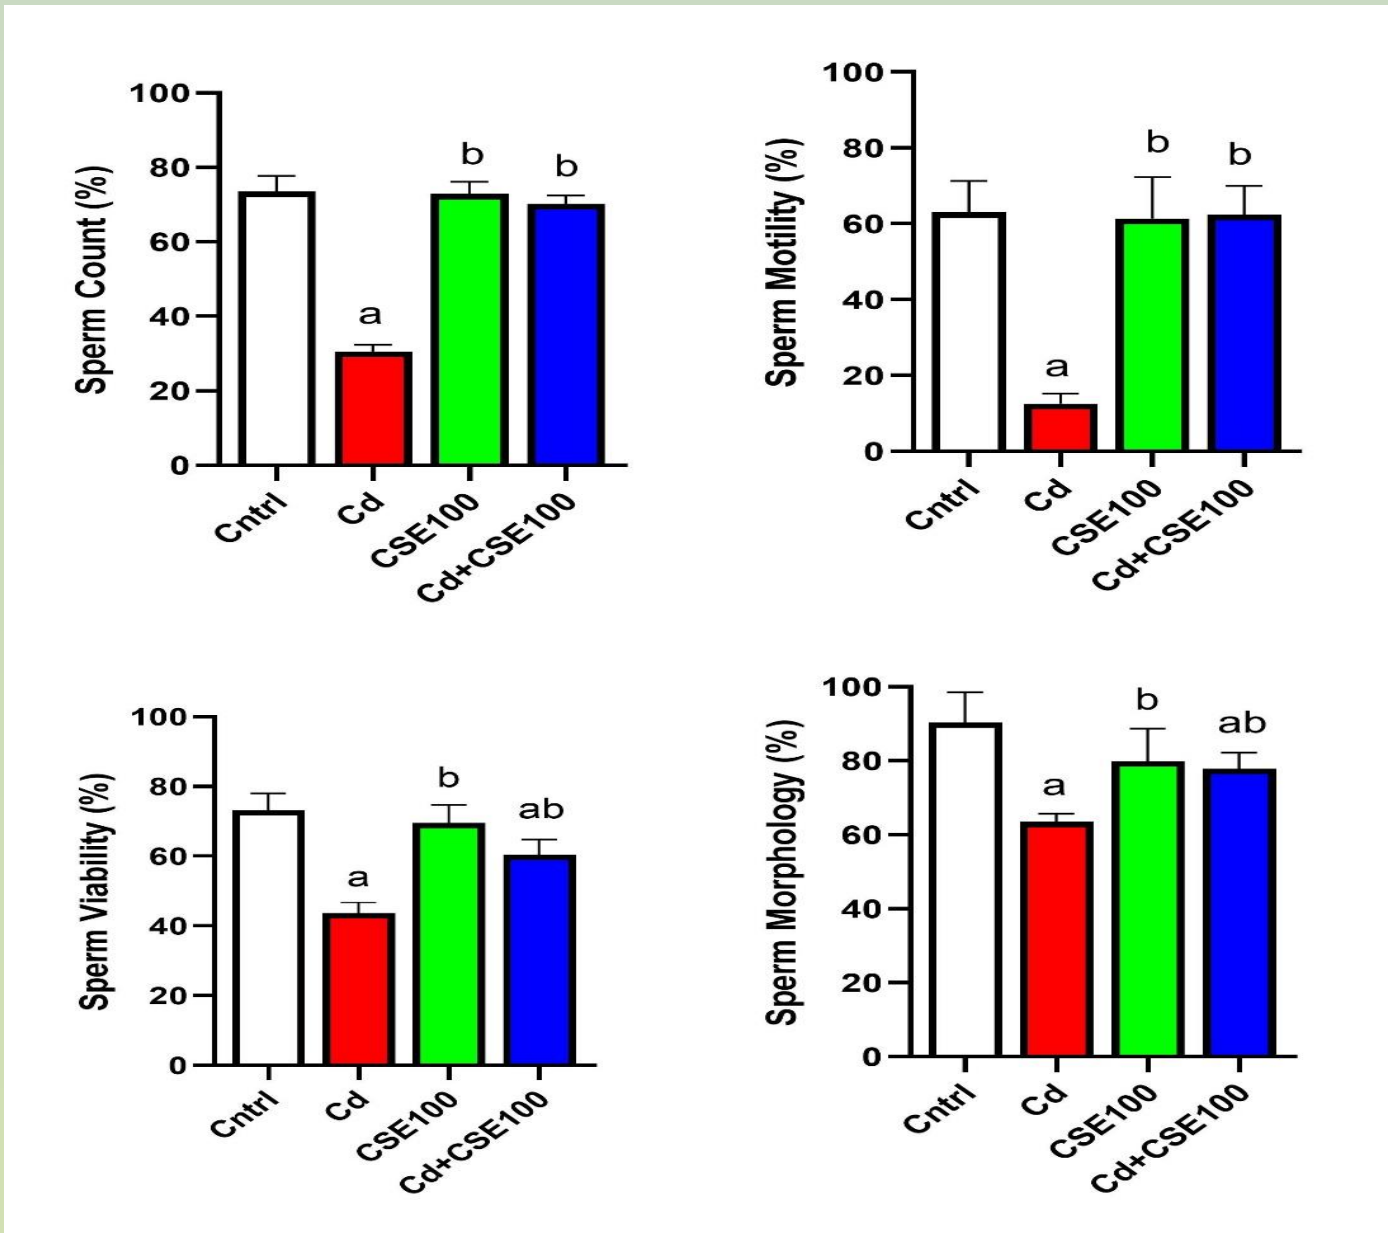 Sperm Count (%)
100
80
60
40
20
0
a
b
b
Cntrl
Cd
CSE100
Cd+CSE100
Sperm Motility (%)
100
80
60
40
20
0
a
b
b
Cntrl
Cd
CSE100
Cd+CSE100
Sperm Viability (%)
100
80
60
40
20
0
a
b
ab
Cntrl
Cd
CSE100
Cd+CSE100
Sperm Morphology (%)
100
80
60
40
20
0
a
b
ab
Cntrl
Cd
CSE100
Cd+CSE100